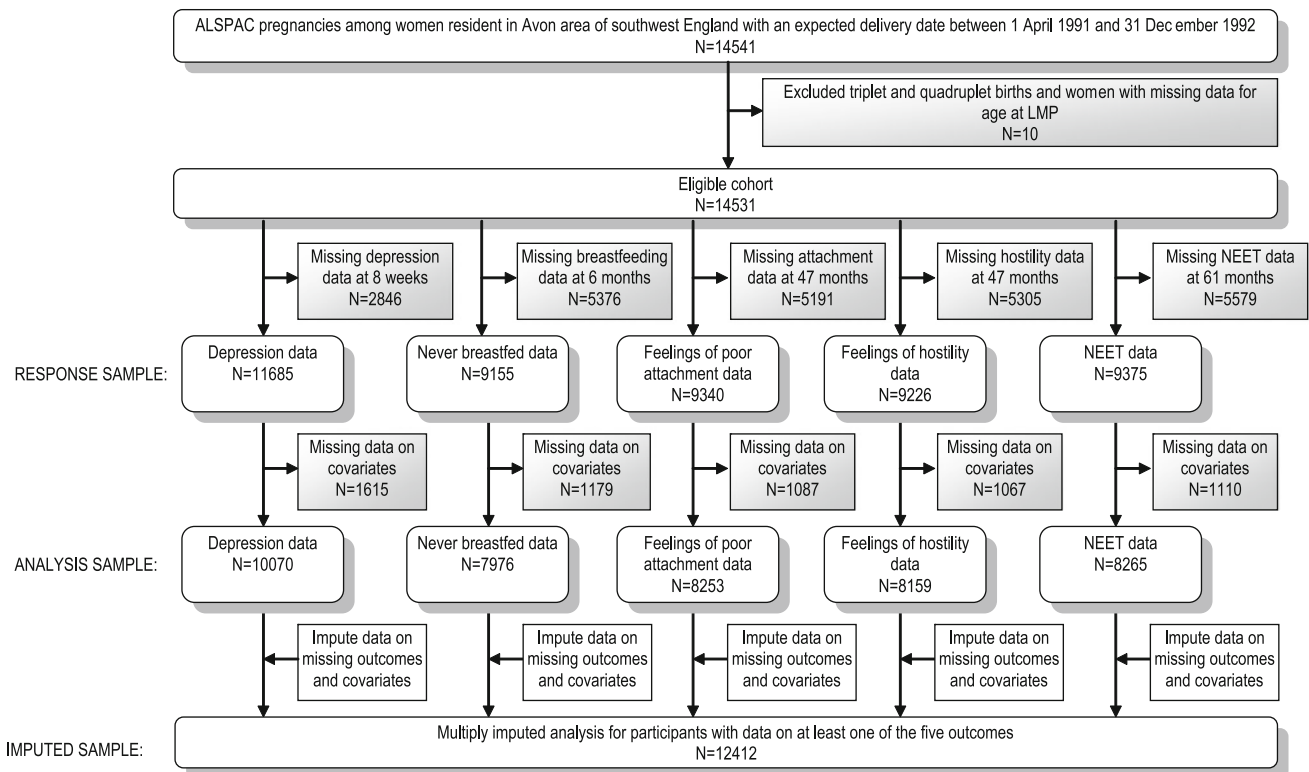 ALSPAC pregnancies among women resident in Avon area of southwest England with an expected delivery date between 1 April 1991 and 31 Dec ember 1992
N=14541
Excluded triplet and quadruplet births and women with missing data for
age at LMP
N=10
Eligible cohort
N=14531
Missing depression
data at 8 weeks
N=2846
Missing breastfeeding
data at 6 months
N=5376
Missing attachment
data at 47 months
N=5191
Missing hostility data
at 47 months
N=5305
Missing NEET data
at 61 months
N=5579
RESPONSE SAMPLE:
Depression data
N=11685
Never breastfed data
N=9155
Feelings of poor
attachment data
N=9340
Feelings of hostility
data
N=9226
NEET data
N=9375
Missing data on
covariates
N=1615
Missing data on
covariates
N=1179
Missing data on
covariates
N=1087
Missing data on
covariates
N=1067
Missing data on
covariates
N=1110
ANALYSIS SAMPLE:
Depression data
N=10070
Never breastfed data
N=7976
Feelings of poor
attachment data
N=8253
Feelings of hostility
data
N=8159
NEET data
N=8265
Impute data on
missing outcomes
and covariates
Impute data on
missing outcomes
and covariates
Impute data on
missing outcomes
and covariates
Impute data on
missing outcomes
and covariates
Impute data on
missing outcomes
and covariates
IMPUTED SAMPLE:
Multiply imputed analysis for participants with data on at least one of the five outcomes
N=12412